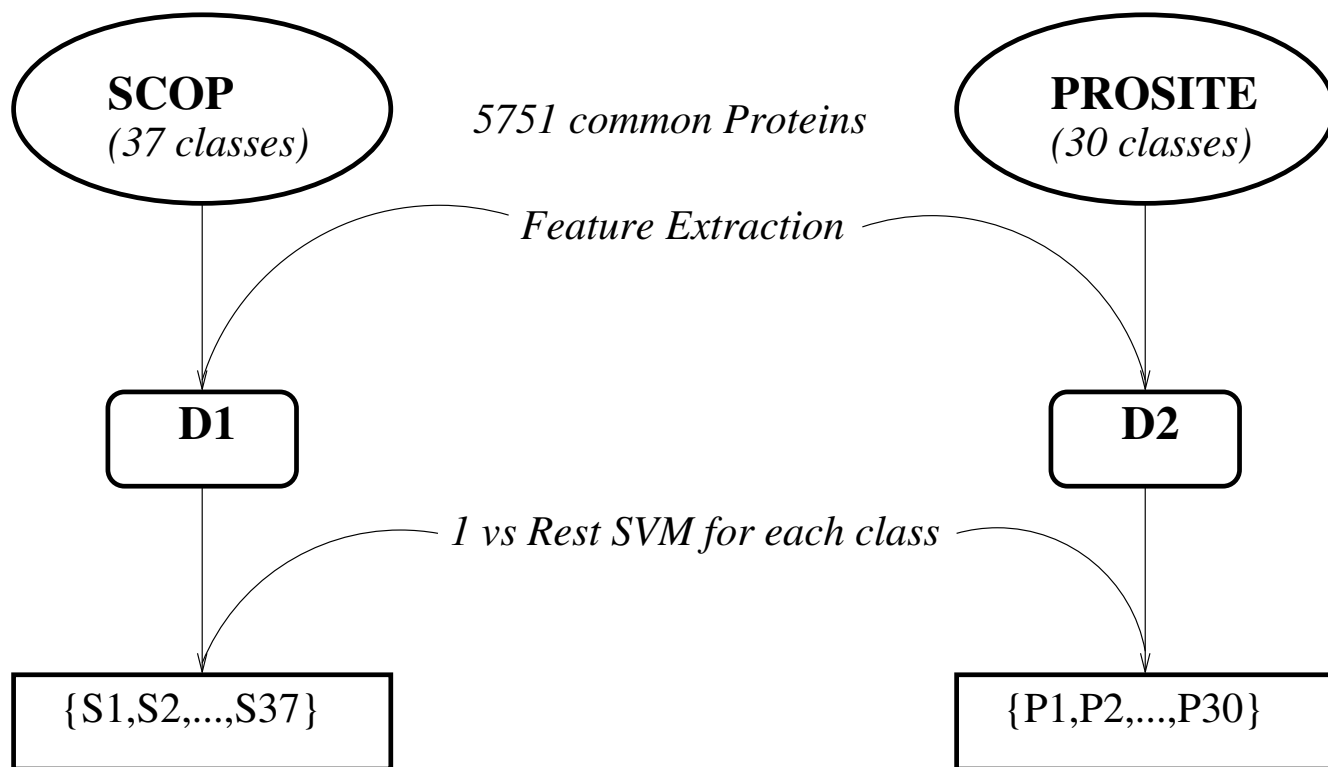 SCOP
(37 classes)
5751 common Proteins
PROSITE
(30 classes)
Feature Extraction
D1
D2
1 vs Rest SVM for each class
{S1,S2,...,S37}
{P1,P2,...,P30}